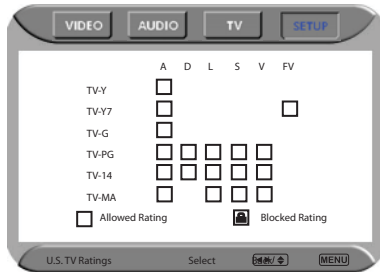 VIDEO AUDIO TV SETUP
A D L S V FV
TV-Y
TV-Y7
TV-G
TV-PG
TV-14
TV-MA
Allowed Rating Blocked Rating
U.S. TV Ratings Select MENU